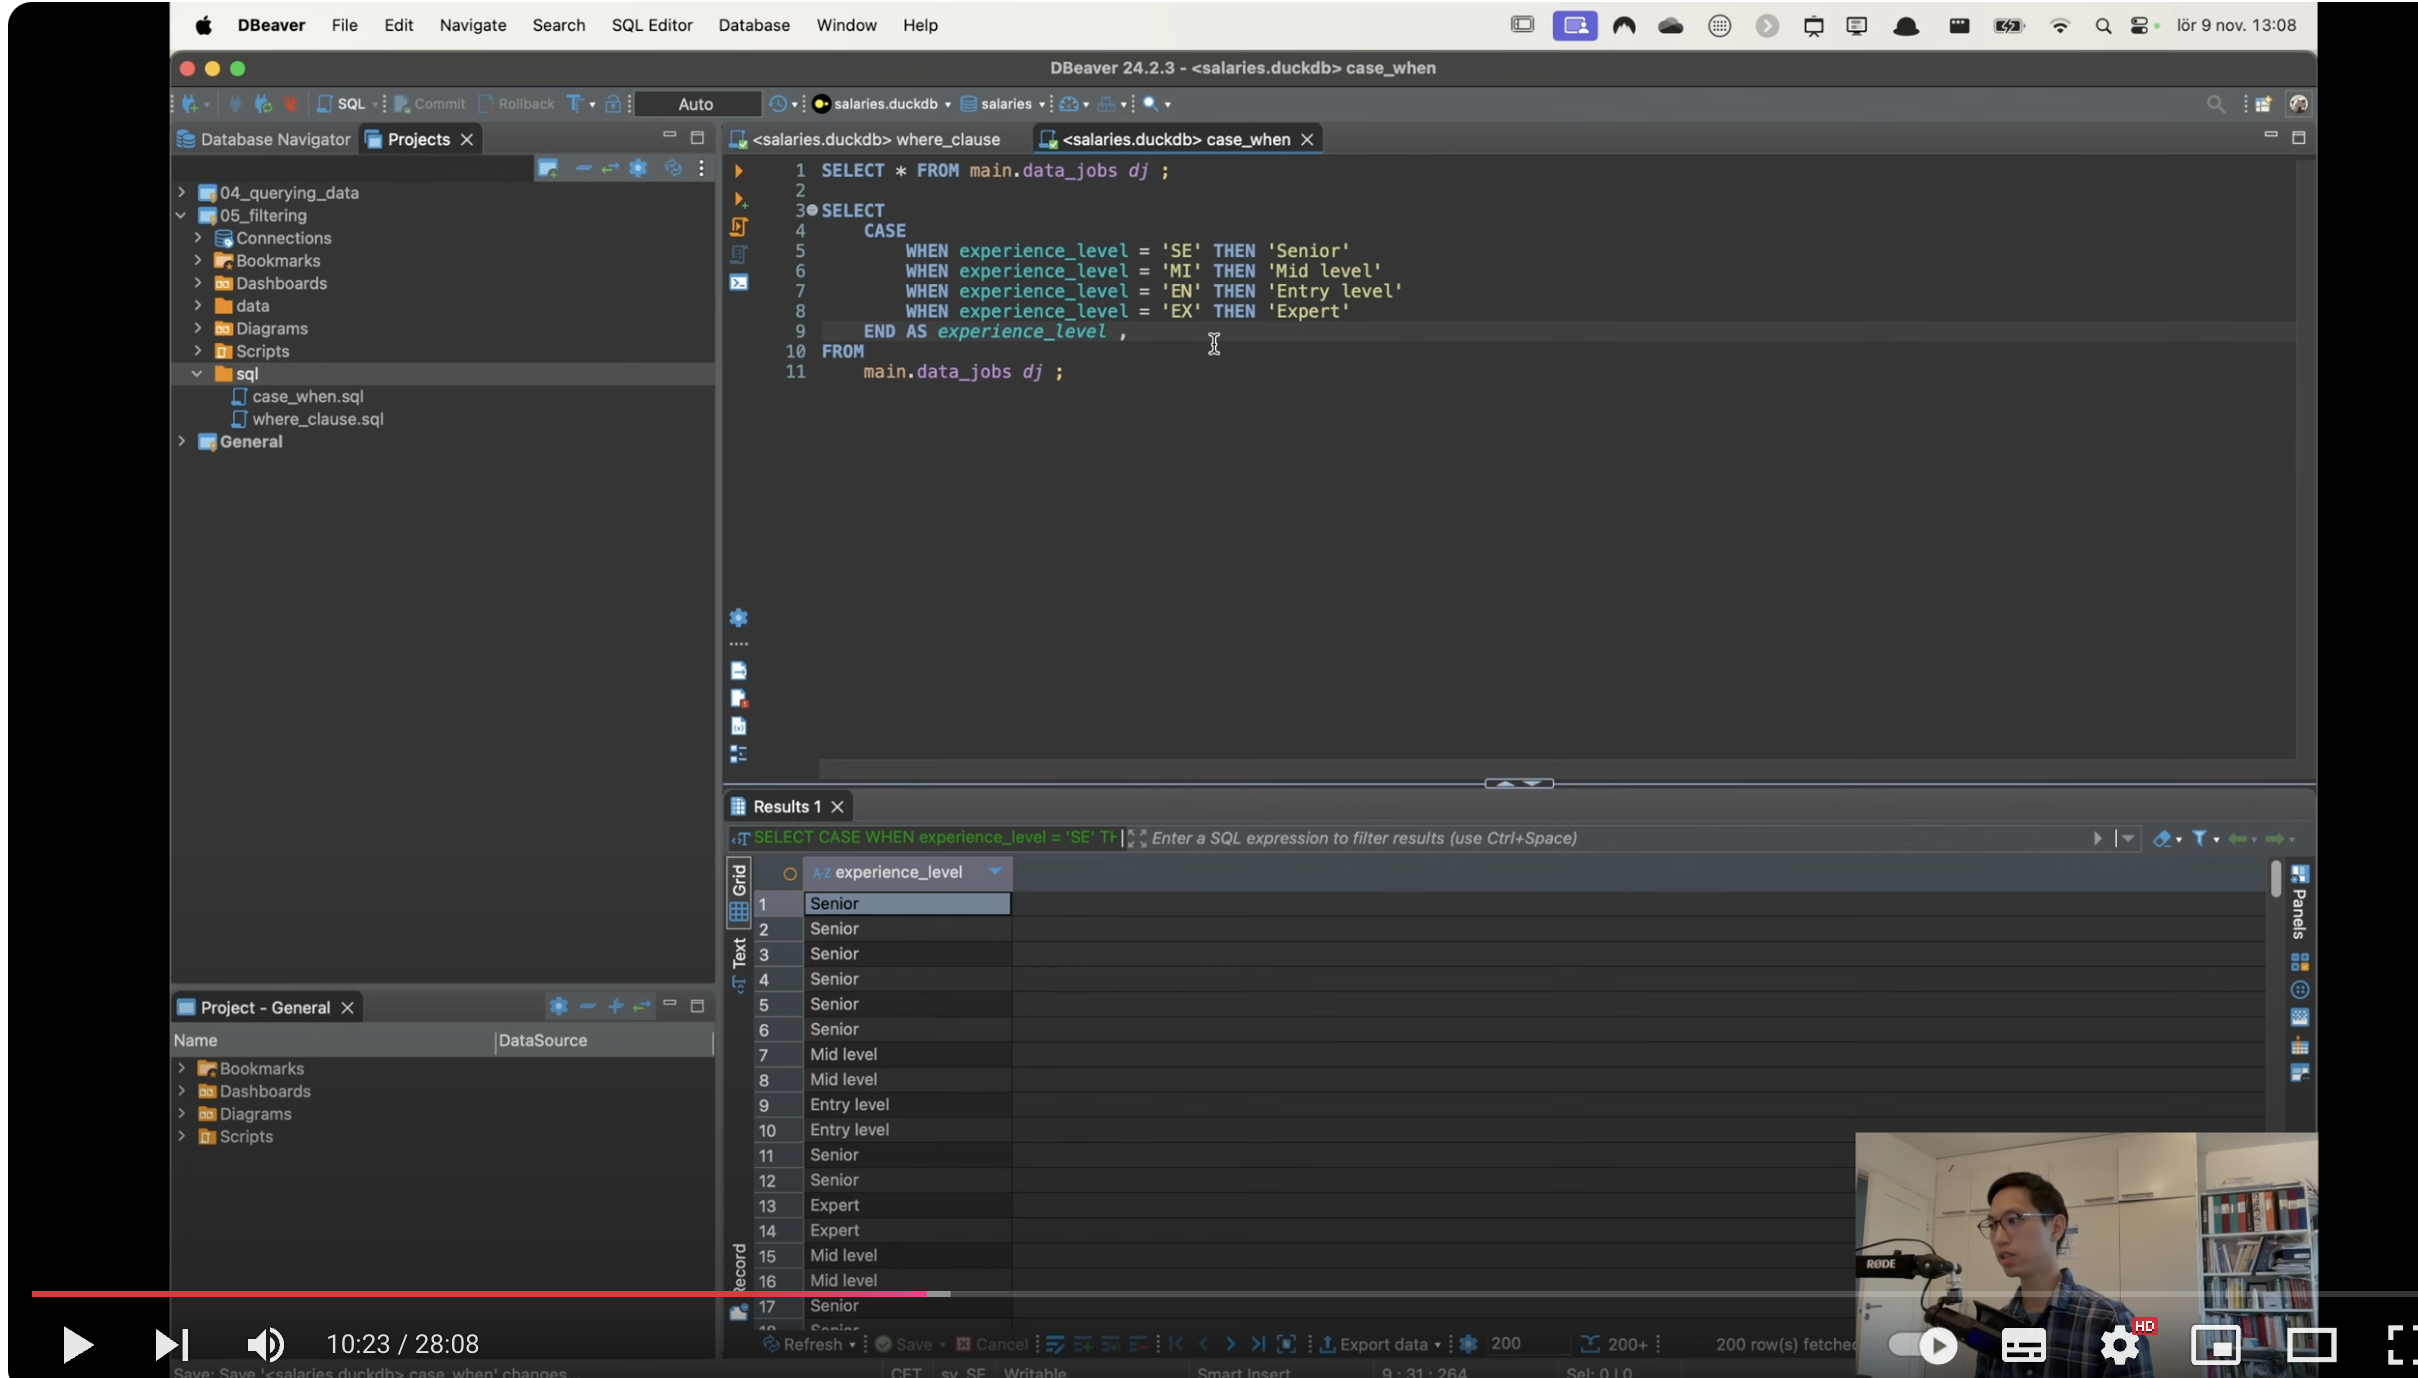 DBeaver File Edit Navigate Search SQL Editor Database Window Help lör 9 nov. 13:08
DBeaver 24.2.3 - <salaries.duckdb> case_when
SQL Commit Rollback Auto salaries.duckdb salaries
Database Navigator Projects
<salaries.duckdb> where_clause <salaries.duckdb> case_when
04_querying_data
05_filtering
Connections
Bookmarks
Dashboards
data
Diagrams
Scripts
sql
case_when.sql
where_clause.sql
General
1 SELECT * FROM main.data_jobs dj ;
2
3 SELECT
4 CASE
5 WHEN experience_level = 'SE' THEN 'Senior'
6 WHEN experience_level = 'MI' THEN 'Mid level'
7 WHEN experience_level = 'EN' THEN 'Entry level'
8 WHEN experience_level = 'EX' THEN 'Expert'
9 END AS experience_level ,
10 FROM
11 main.data_jobs dj ;
Project - General
Name DataSource
Bookmarks
Dashboards
Diagrams
Scripts
Results 1
SELECT CASE WHEN experience_level = 'SE' TH Enter a SQL expression to filter results (use Ctrl+Space)
Grid
Text
Record
Panels
A-Z experience_level
1 Senior
2 Senior
3 Senior
4 Senior
5 Senior
6 Senior
7 Mid level
8 Mid level
9 Entry level
10 Entry level
11 Senior
12 Senior
13 Expert
14 Expert
15 Mid level
16 Mid level
17 Senior
18 Senior
RØDE
Refresh Save Cancel Export data 200 200+ 200 row(s) fetched
10:23 / 28:08
HD
Save: Save '<salaries.duckdb> case_when' changes CET sv_SE Writable Smart Insert 9 : 31 : 264 Sel: 0 | 0